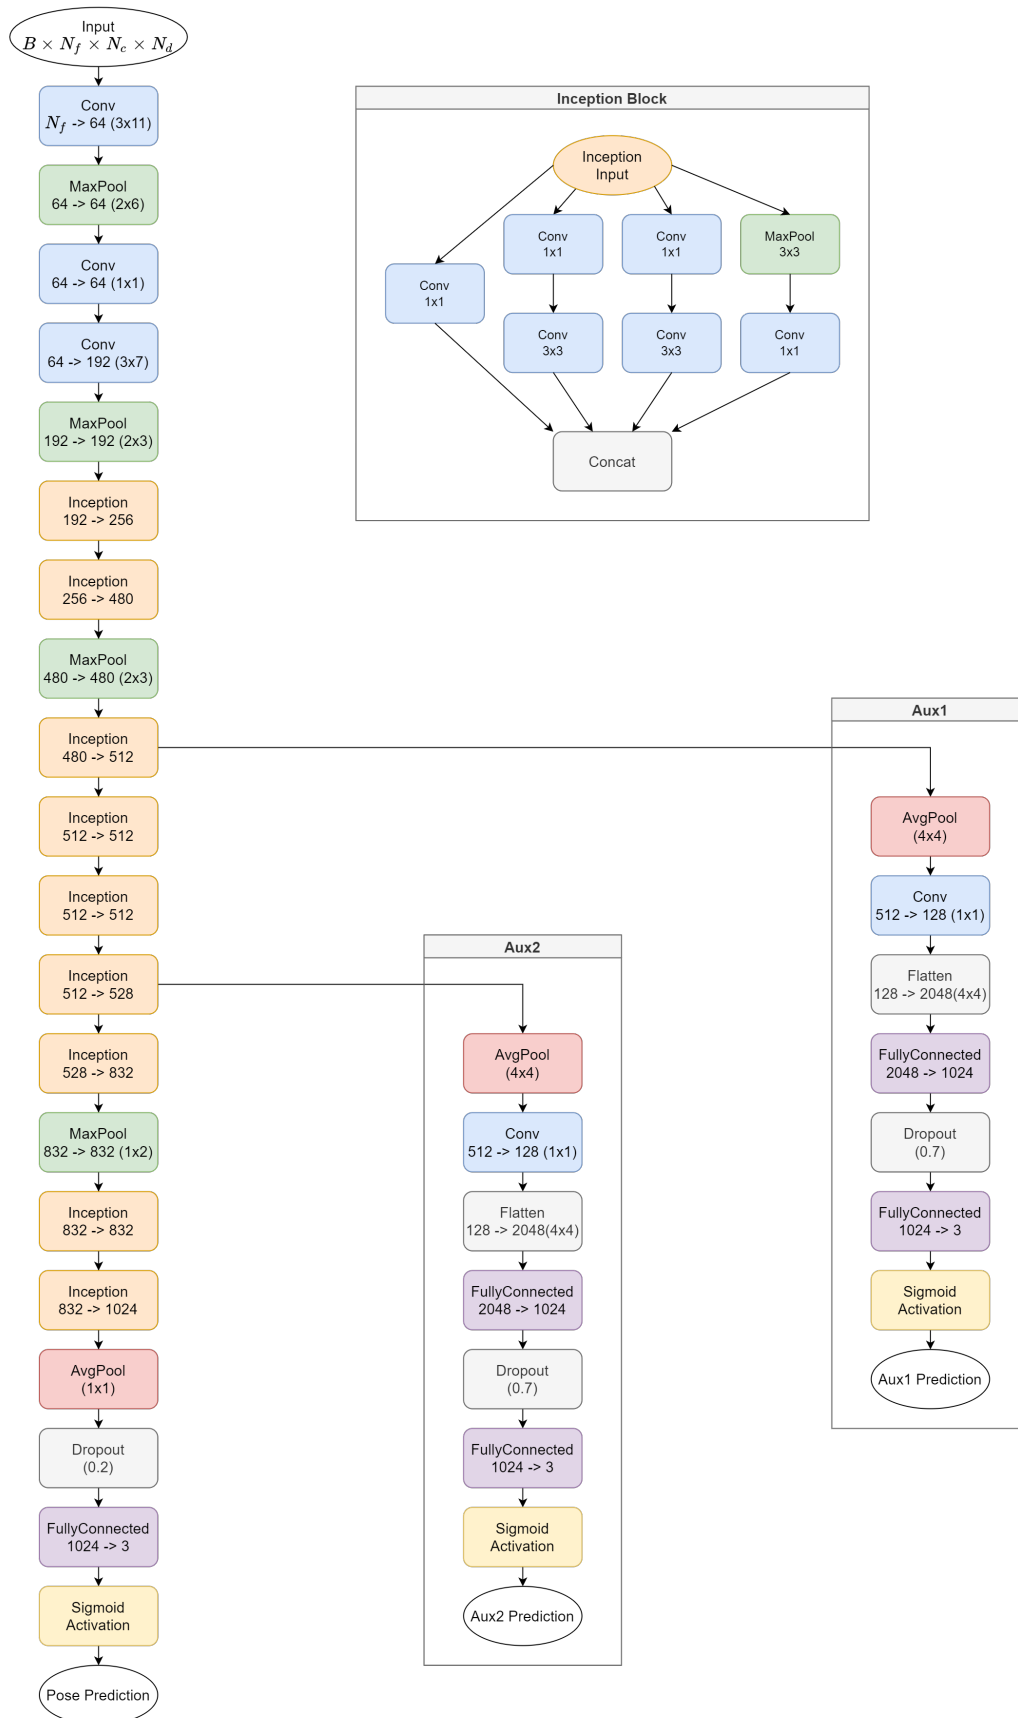 Input
B × N_f × N_c × N_d
Conv
N_f -> 64 (3x11)
MaxPool
64 -> 64 (2x6)
Conv
64 -> 64 (1x1)
Conv
64 -> 192 (3x7)
MaxPool
192 -> 192 (2x3)
Inception
192 -> 256
Inception
256 -> 480
MaxPool
480 -> 480 (2x3)
Inception
480 -> 512
Inception
512 -> 512
Inception
512 -> 512
Inception
512 -> 528
Inception
528 -> 832
MaxPool
832 -> 832 (1x2)
Inception
832 -> 832
Inception
832 -> 1024
AvgPool
(1x1)
Dropout
(0.2)
FullyConnected
1024 -> 3
Sigmoid
Activation
Pose Prediction
Inception Block
Inception
Input
Conv
1x1
Conv
1x1
Conv
3x3
Conv
1x1
Conv
3x3
MaxPool
3x3
Conv
1x1
Concat
Aux2
AvgPool
(4x4)
Conv
512 -> 128 (1x1)
Flatten
128 -> 2048(4x4)
FullyConnected
2048 -> 1024
Dropout
(0.7)
FullyConnected
1024 -> 3
Sigmoid
Activation
Aux2 Prediction
Aux1
AvgPool
(4x4)
Conv
512 -> 128 (1x1)
Flatten
128 -> 2048(4x4)
FullyConnected
2048 -> 1024
Dropout
(0.7)
FullyConnected
1024 -> 3
Sigmoid
Activation
Aux1 Prediction